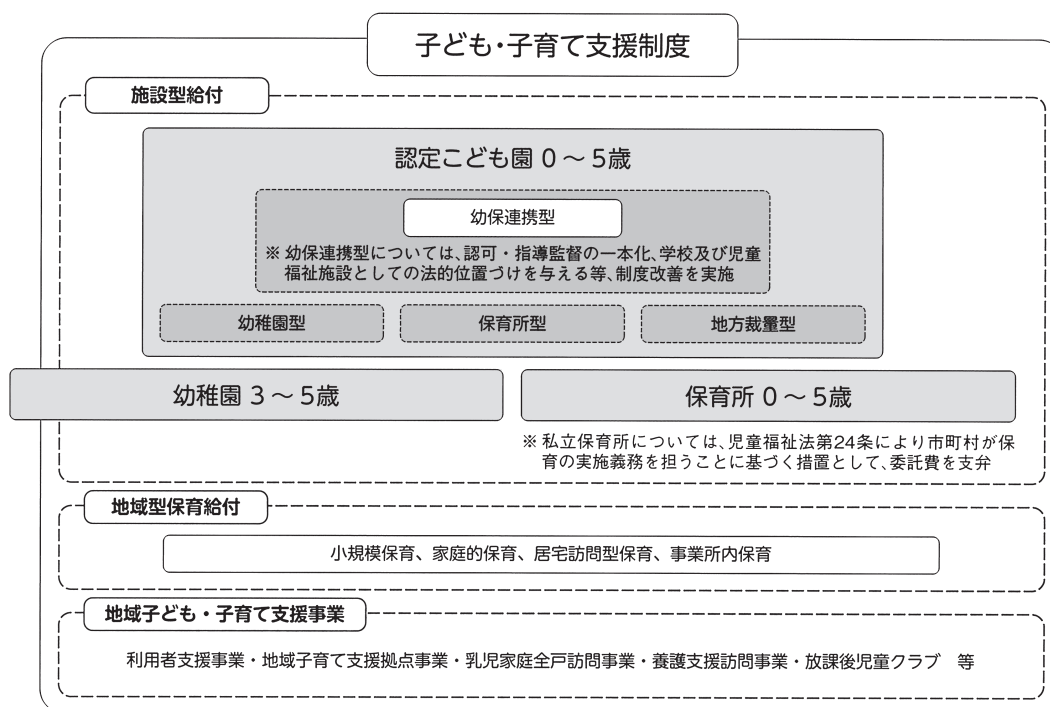 子ども・子育て支援制度
施設型給付
認定こども園 0～5歳
幼保連携型
※ 幼保連携型については、認可・指導監督の一本化、学校及び児童
福祉施設としての法的位置づけを与える等、制度改善を実施
幼稚園型
保育所型
地方裁量型
幼稚園 3～5歳
保育所 0～5歳
※ 私立保育所については、児童福祉法第24条により市町村が保
育の実施義務を担うことに基づく措置として、委託費を支弁
地域型保育給付
小規模保育、家庭的保育、居宅訪問型保育、事業所内保育
地域子ども・子育て支援事業
利用者支援事業・地域子育て支援拠点事業・乳児家庭全戸訪問事業・養護支援訪問事業・放課後児童クラブ　等